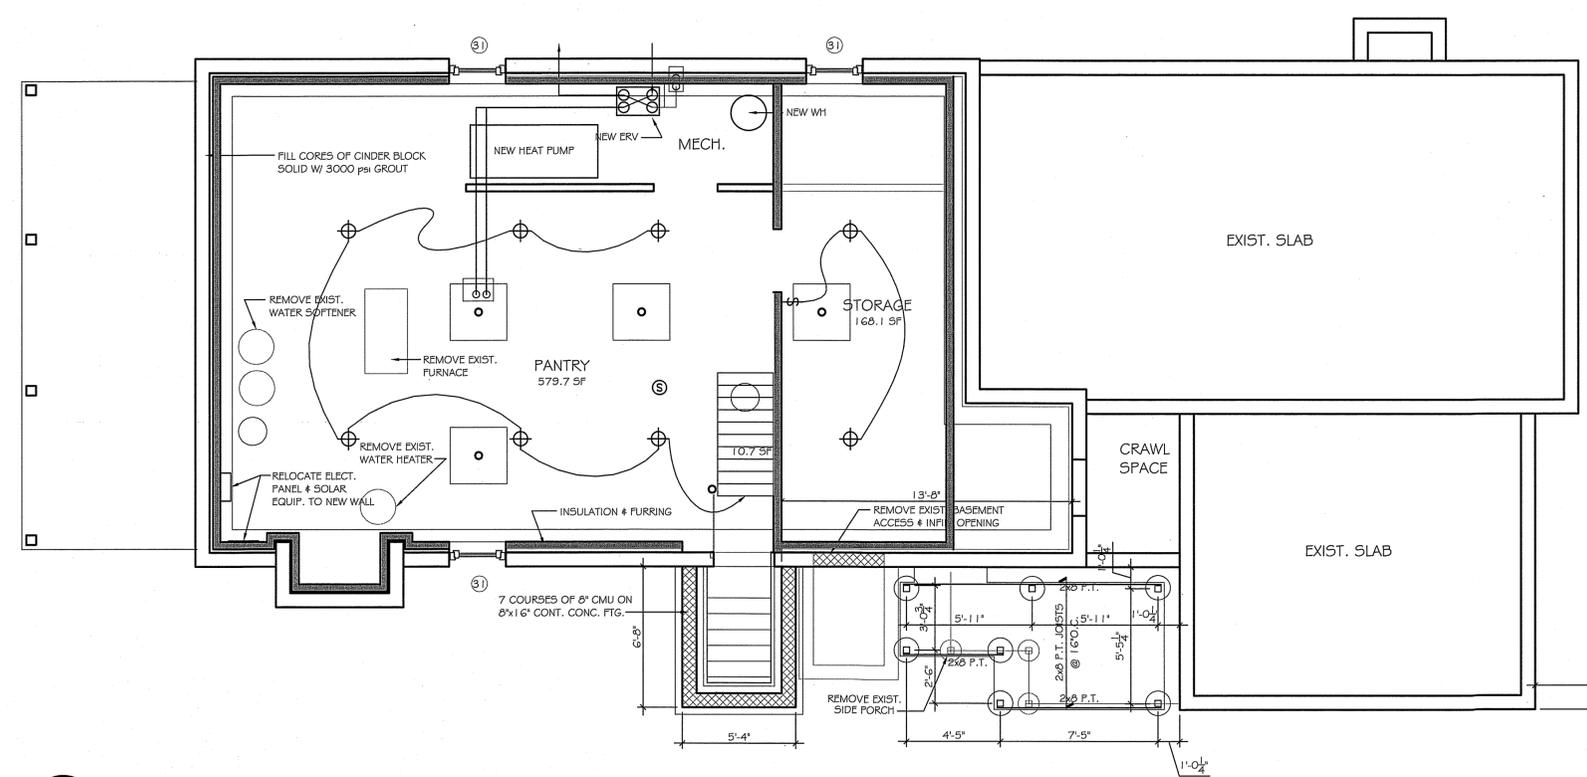 31
31
NEW WH
NEW ERV
MECH.
NEW HEAT PUMP
FILL CORES OF CINDER BLOCK
SOLID W/ 3000 psi GROUT
EXIST. SLAB
REMOVE EXIST.
WATER SOFTENER
S
STORAGE
168.1 SF
REMOVE EXIST.
FURNACE
PANTRY
579.7 SF
S
REMOVE EXIST.
WATER HEATER
10.7 SF
CRAWL
SPACE
RELOCATE ELECT.
PANEL & SOLAR
EQUIP. TO NEW WALL
13'-8"
INSULATION & FURRING
REMOVE EXIST. BASEMENT
ACCESS & INFILL OPENING
EXIST. SLAB
1'-0 1/4"
31
7 COURSES OF 8" CMU ON
8"x16" CONT. CONC. FTG.
6'-8"
2x8 P.T.
3'-0 3/4"
5'-11"
5'-11"
1'-0 1/4"
2x8 P.T. JOISTS
@ 16"O.C.
5'-5 1/4"
2x8 P.T.
2'-6"
REMOVE EXIST.
SIDE PORCH
2x8 P.T.
5'-4"
4'-5"
7'-5"
1'-0 1/4"